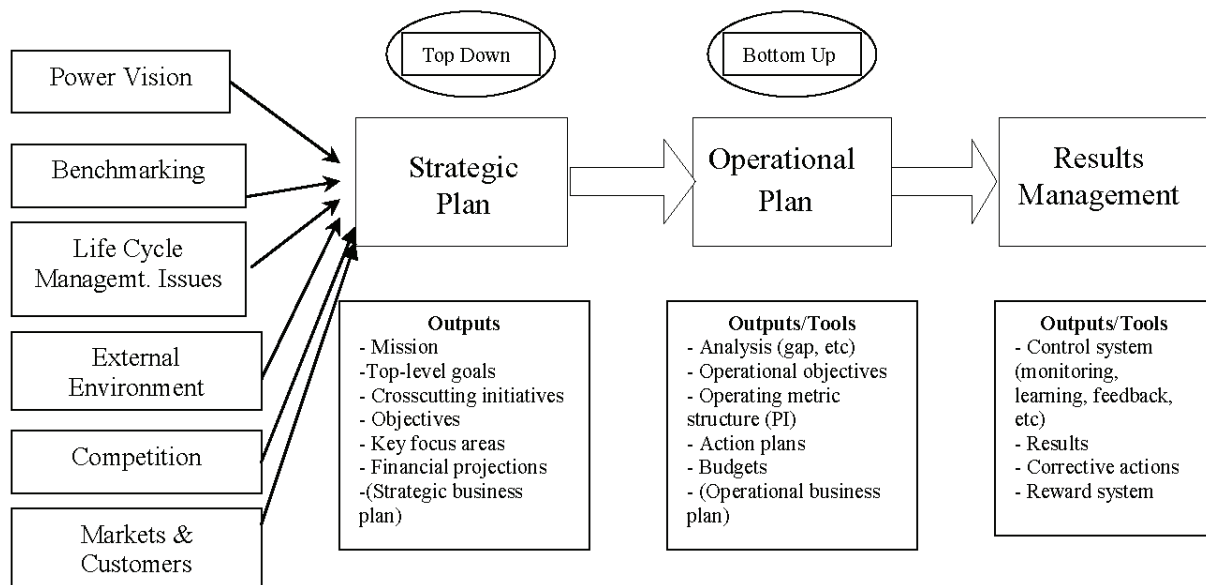 Top Down
Bottom Up
Power Vision
Benchmarking
Life Cycle
Managemt. Issues
External
Environment
Competition
Markets &
Customers
Strategic
Plan
Operational
Plan
Results
Management
Outputs
- Mission
-Top-level goals
- Crosscutting initiatives
- Objectives
- Key focus areas
- Financial projections
-(Strategic business
plan)
Outputs/Tools
- Analysis (gap, etc)
- Operational objectives
- Operating metric
structure (PI)
- Action plans
- Budgets
- (Operational business
plan)
Outputs/Tools
- Control system
(monitoring,
learning, feedback,
etc)
- Results
- Corrective actions
- Reward system